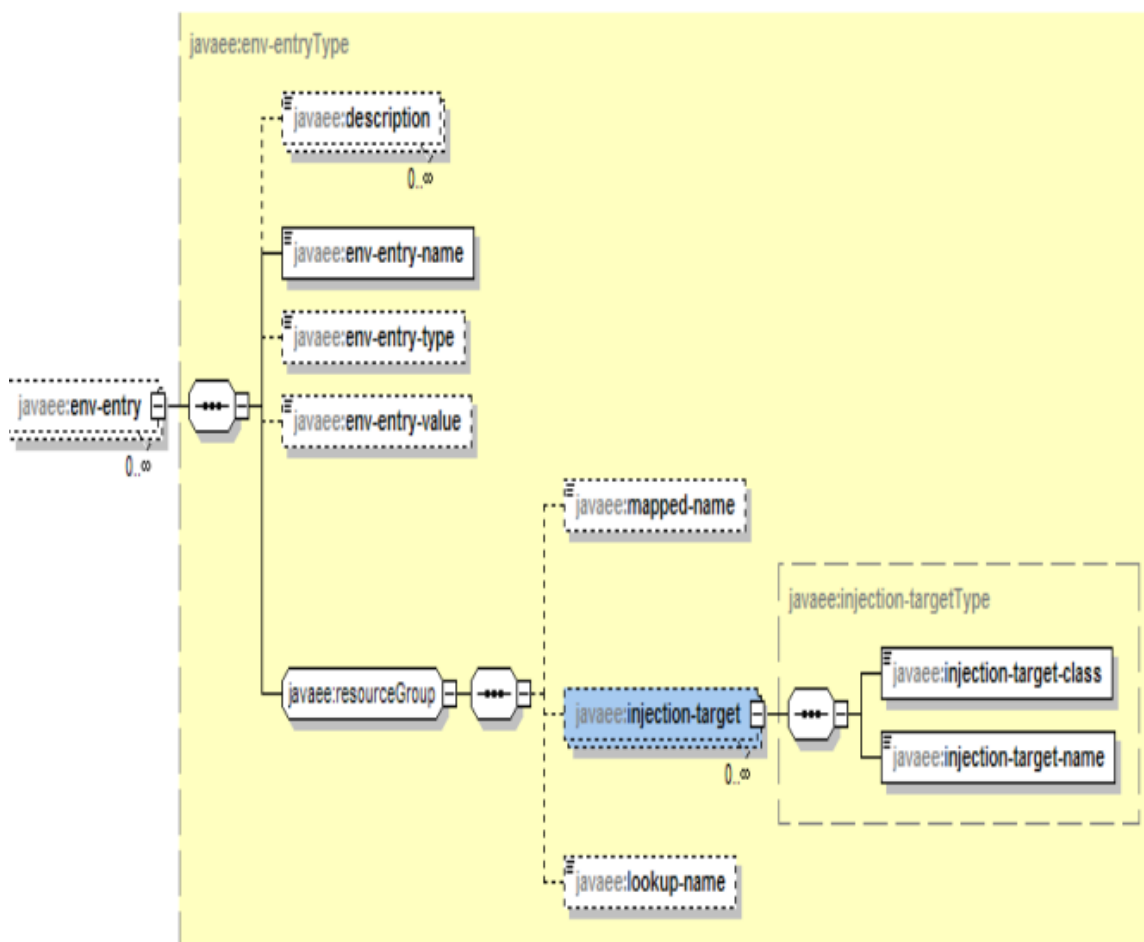 javaee:env-entryType
javaee:description
0..∞
javaee:env-entry-name
javaee:env-entry-type
javaee:env-entry
0..∞
javaee:env-entry-value
javaee:mapped-name
javaee:injection-targetType
javaee:resourceGroup
javaee:injection-target
0..∞
javaee:injection-target-class
javaee:injection-target-name
javaee:lookup-name